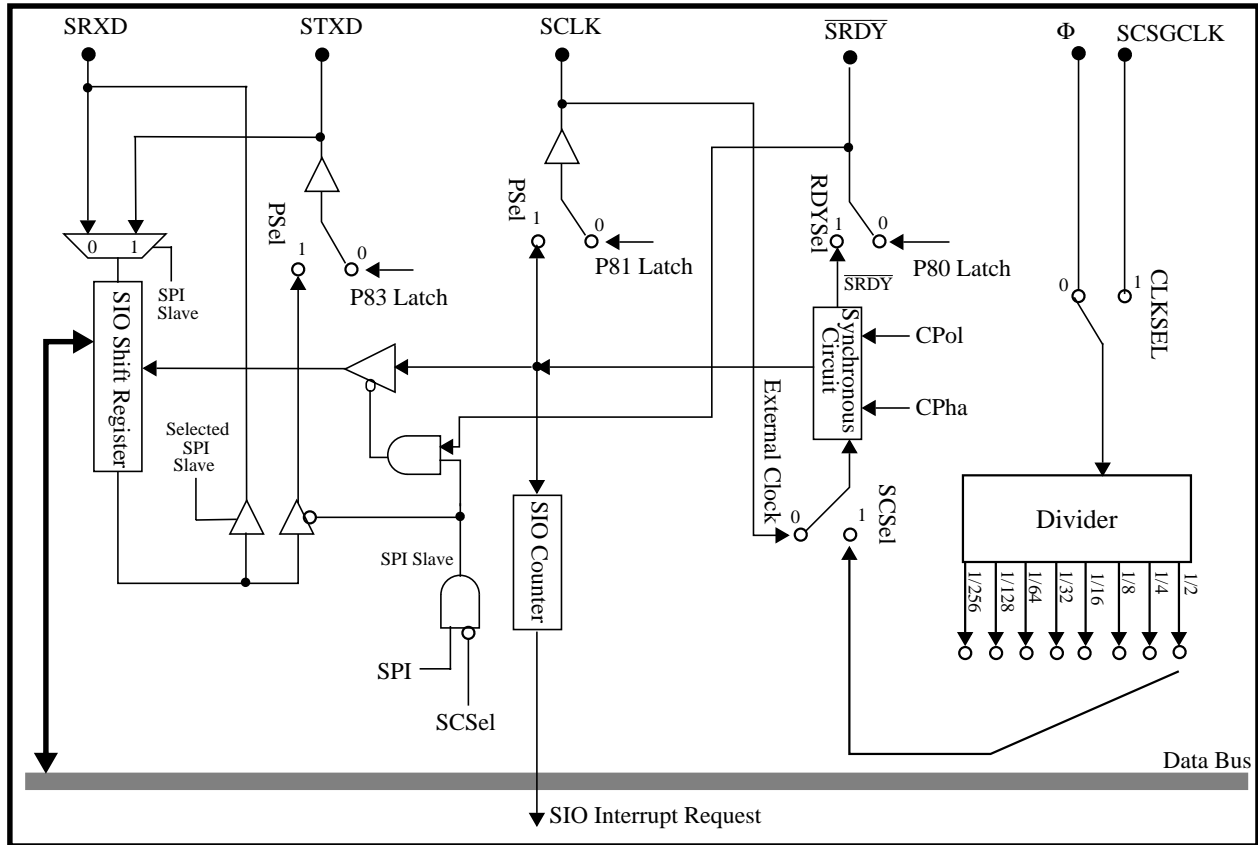 SRXD
STXD
SCLK
SRDY
Φ
SCSGCLK
0 1
SPI
Slave
PSel
1
0
P83 Latch
PSel
1
0
P81 Latch
RDYSel
1
0
P80 Latch
SRDY
0
1
CLKSEL
SIO Shift Register
Synchronous
Circuit
CPol
CPha
External Clock
Selected
SPI
Slave
SPI Slave
SIO Counter
0
1
SCSel
Divider
1/256
1/128
1/64
1/32
1/16
1/8
1/4
1/2
SPI
SCSel
Data Bus
SIO Interrupt Request